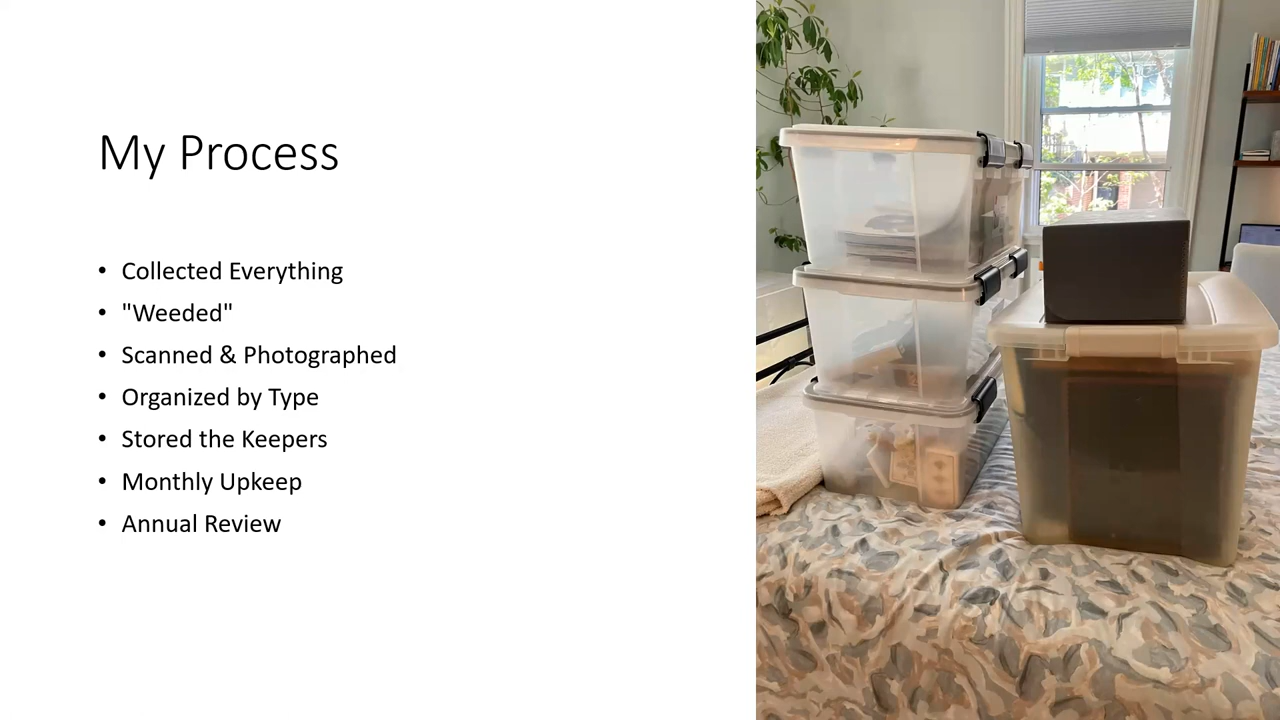 My Process
• Collected Everything
• "Weeded"
• Scanned & Photographed
• Organized by Type
• Stored the Keepers
• Monthly Upkeep
• Annual Review